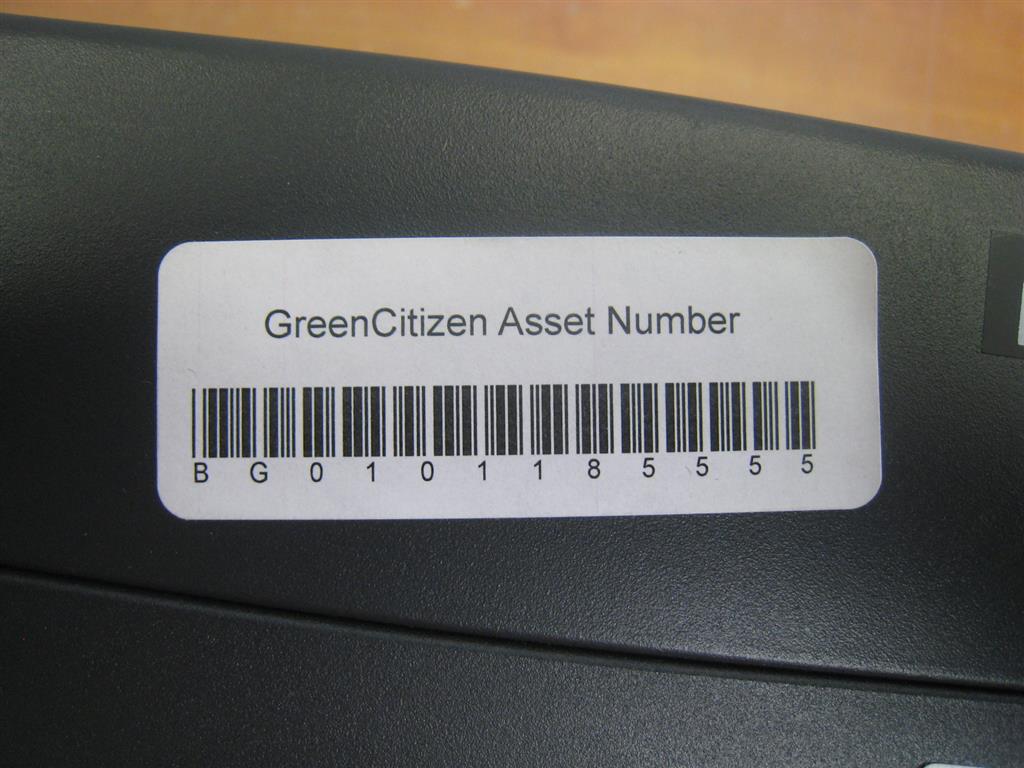 GreenCitizen Asset Number
B G 0 1 0 1 1 8 5 5 5 5